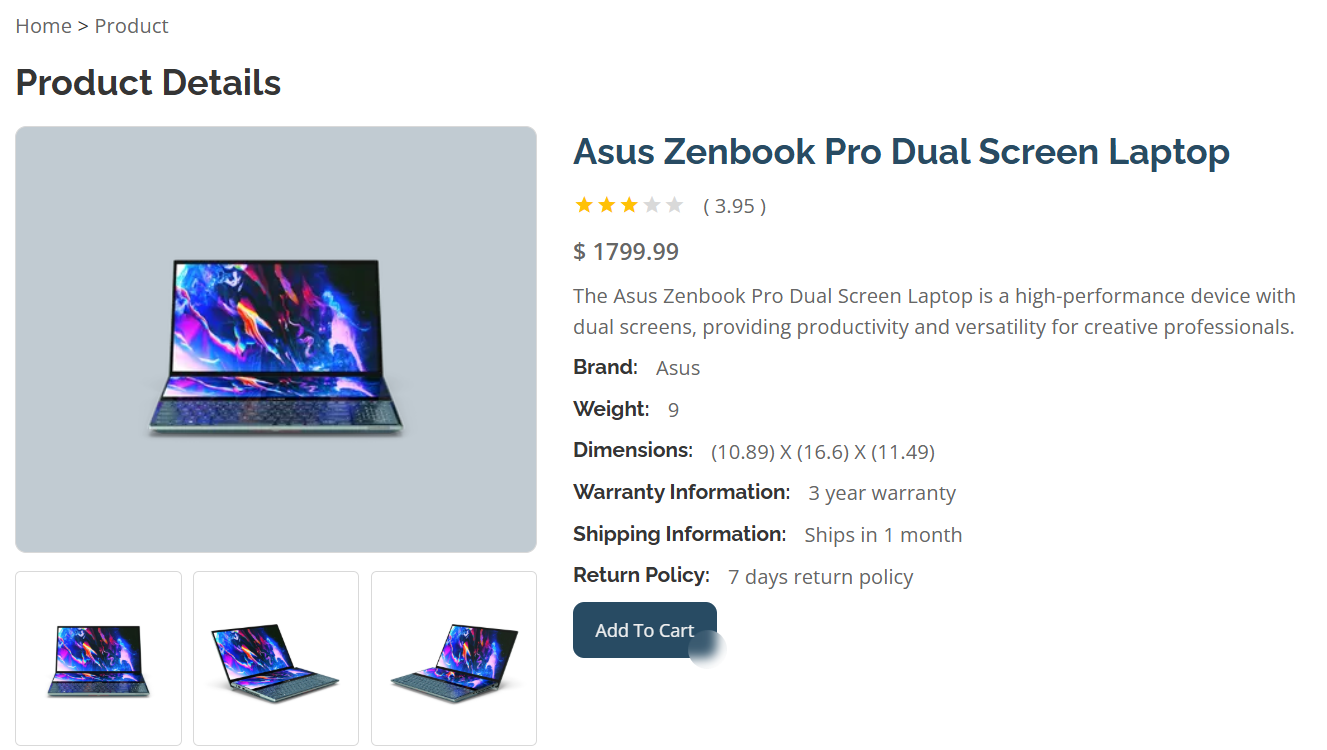 Home > Product
Product Details
Asus Zenbook Pro Dual Screen Laptop
( 3.95 )
$ 1799.99
The Asus Zenbook Pro Dual Screen Laptop is a high-performance device with
dual screens, providing productivity and versatility for creative professionals.
Brand: Asus
Weight: 9
Dimensions: (10.89) X (16.6) X (11.49)
Warranty Information: 3 year warranty
Shipping Information: Ships in 1 month
Return Policy: 7 days return policy
Add To Cart